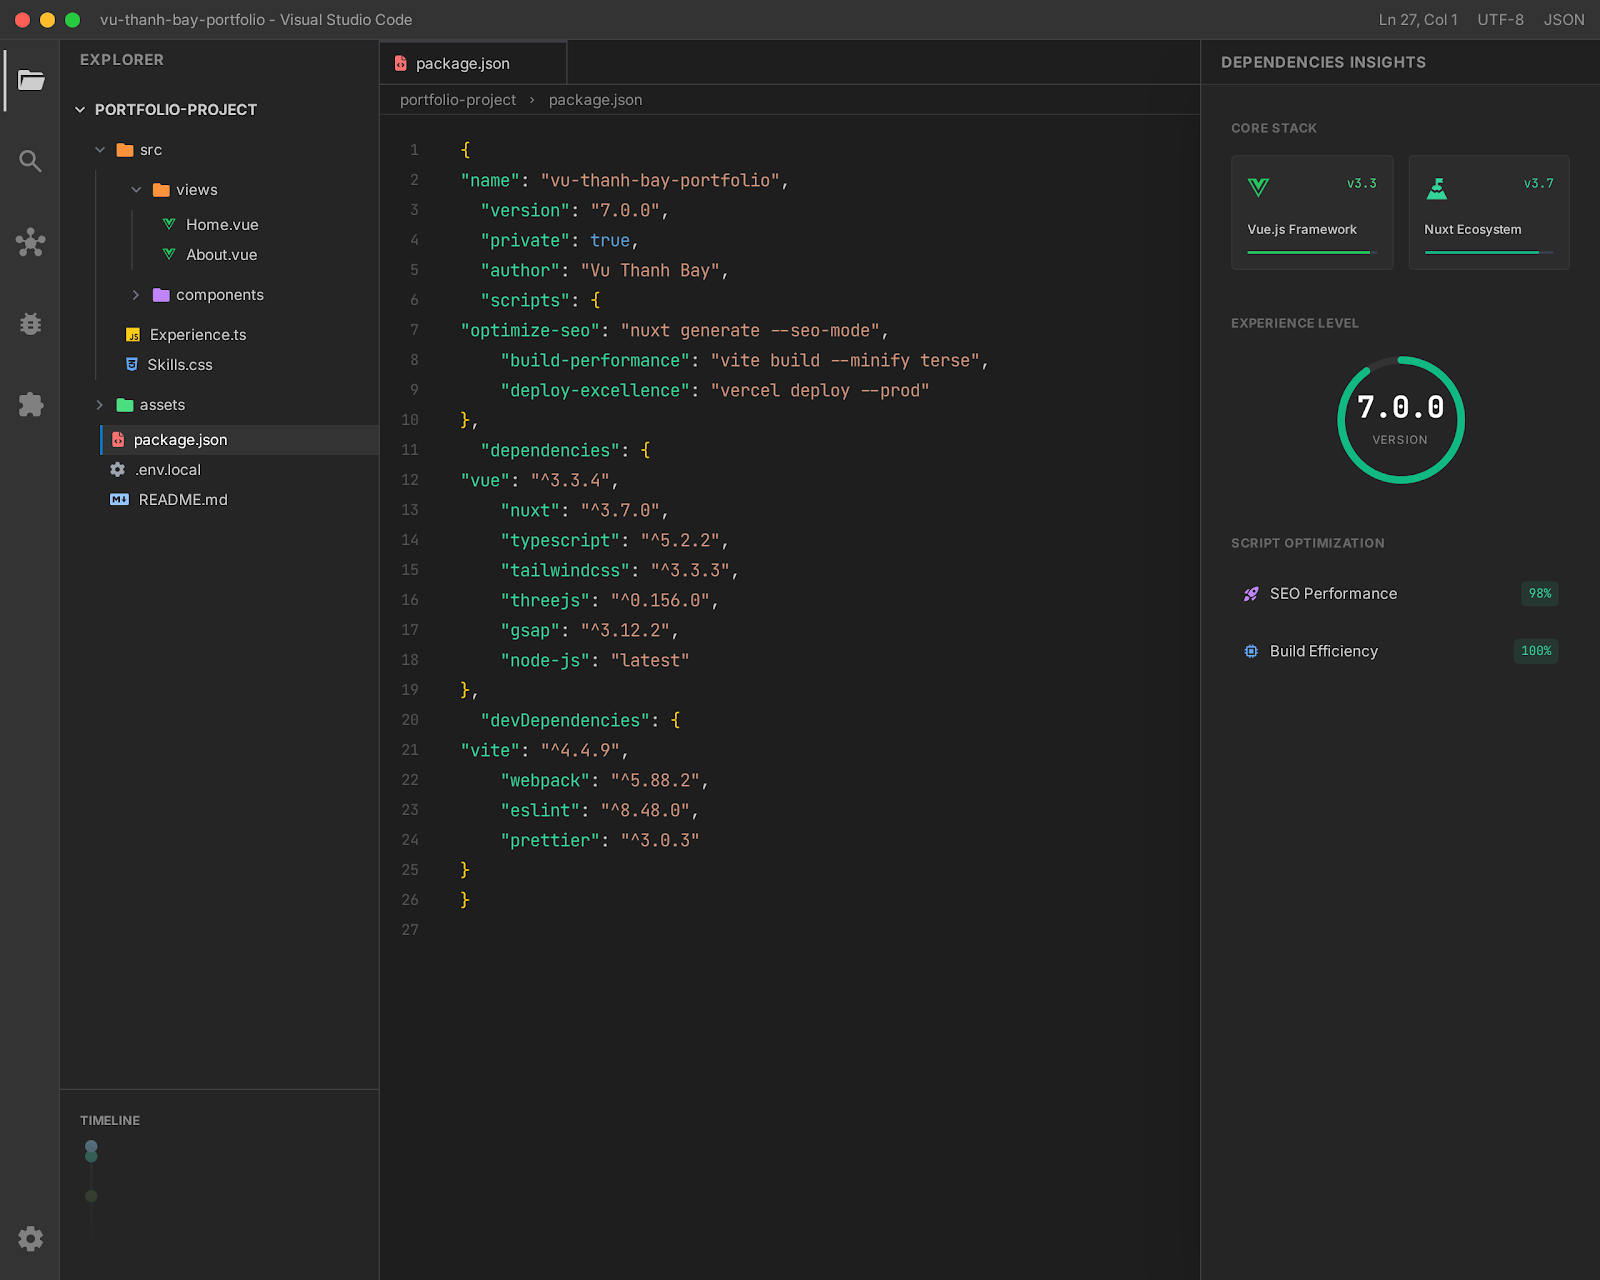 vu-thanh-bay-portfolio - Visual Studio Code
Ln 27, Col 1 UTF-8 JSON
EXPLORER
PORTFOLIO-PROJECT
src
views
Home.vue
About.vue
components
JS Experience.ts
Skills.css
assets
package.json
.env.local
README.md
TIMELINE
package.json
portfolio-project › package.json
1 {
2 "name": "vu-thanh-bay-portfolio",
3 "version": "7.0.0",
4 "private": true,
5 "author": "Vu Thanh Bay",
6 "scripts": {
7 "optimize-seo": "nuxt generate --seo-mode",
8 "build-performance": "vite build --minify terse",
9 "deploy-excellence": "vercel deploy --prod"
10 },
11 "dependencies": {
12 "vue": "^3.3.4",
13 "nuxt": "^3.7.0",
14 "typescript": "^5.2.2",
15 "tailwindcss": "^3.3.3",
16 "threejs": "^0.156.0",
17 "gsap": "^3.12.2",
18 "node-js": "latest"
19 },
20 "devDependencies": {
21 "vite": "^4.4.9",
22 "webpack": "^5.88.2",
23 "eslint": "^8.48.0",
24 "prettier": "^3.0.3"
25 }
26 }
27
DEPENDENCIES INSIGHTS
CORE STACK
v3.3
Vue.js Framework
v3.7
Nuxt Ecosystem
EXPERIENCE LEVEL
7.0.0
VERSION
SCRIPT OPTIMIZATION
SEO Performance 98%
Build Efficiency 100%